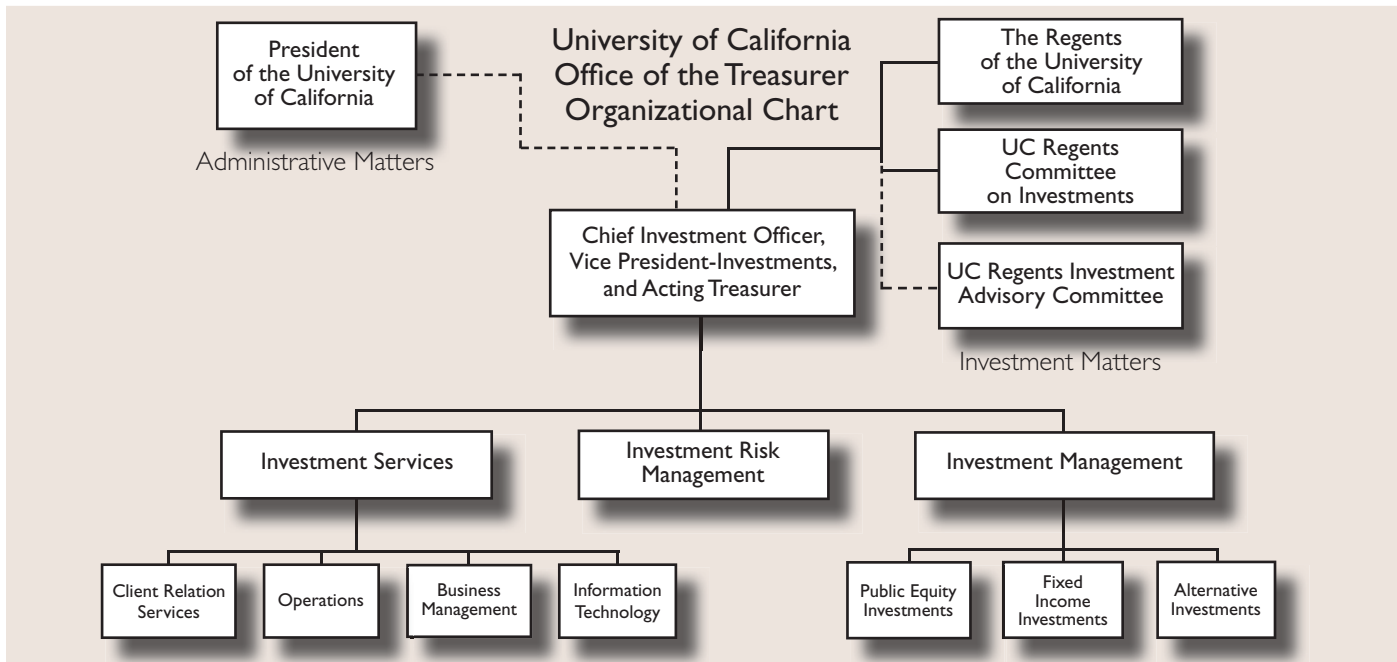 President
of the University
of California
Administrative Matters
University of California
Office of the Treasurer
Organizational Chart
The Regents
of the University
of California
UC Regents
Committee
on Investments
UC Regents Investment
Advisory Committee
Investment Matters
Chief Investment Officer,
Vice President-Investments,
and Acting Treasurer
Investment Services
Investment Risk
Management
Investment Management
Client Relation
Services
Operations
Business
Management
Information
Technology
Public Equity
Investments
Fixed
Income
Investments
Alternative
Investments